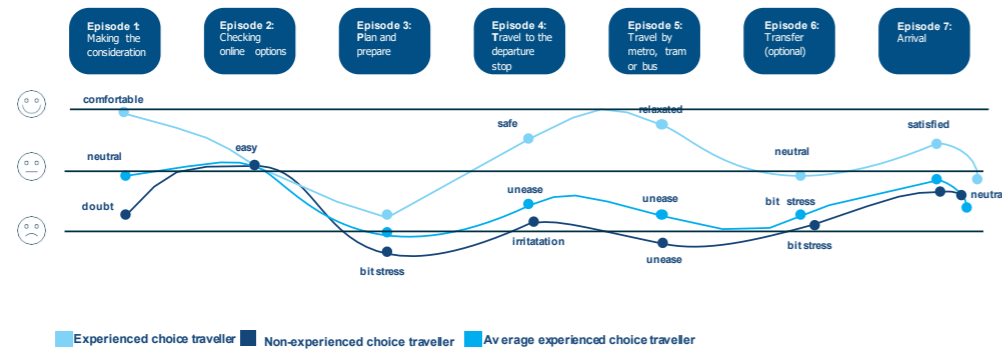 Episode 1:
Making the
consideration
Episode 2:
Checking
online options
Episode 3:
Plan and
prepare
Episode 4:
Travel to the
departure
stop
Episode 5:
Travel by
metro, tram
or bus
Episode 6:
Transfer
(optional)
Episode 7:
Arrival
comfortable
relaxated
safe
satisfied
neutral
easy
neutral
unease
unease
bit stress
neutral
doubt
irritatation
bit stress
unease
bit stress
Experienced choice traveller
Non-experienced choice traveller
Average experienced choice traveller